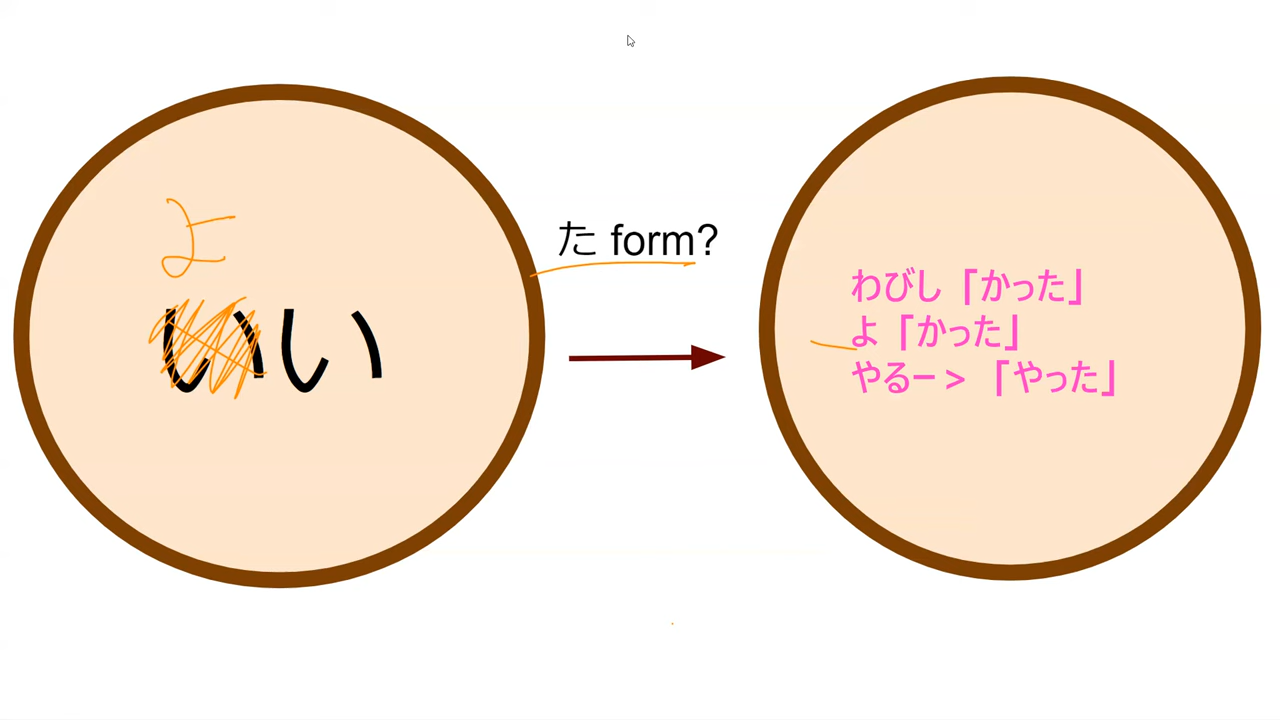 よ
いい
た form?
わびし「かった」
よ「かった」
やるー＞「やった」